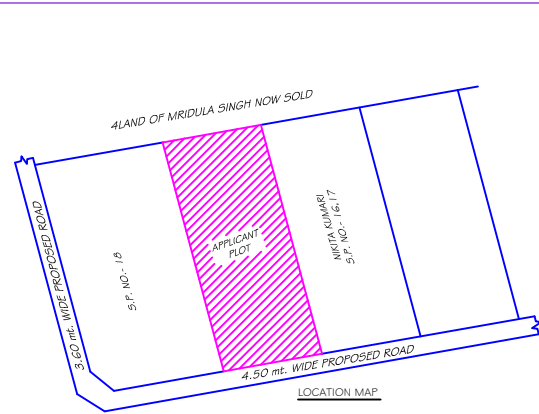 4LAND OF MRIDULA SINGH NOW SOLD
3.60 mt. WIDE PROPOSED ROAD
S.P. NO.- 18
APPLICANT
PLOT
NIKITA KUMARI
S.P. NO.- 16,17
4.50 mt. WIDE PROPOSED ROAD
LOCATION MAP